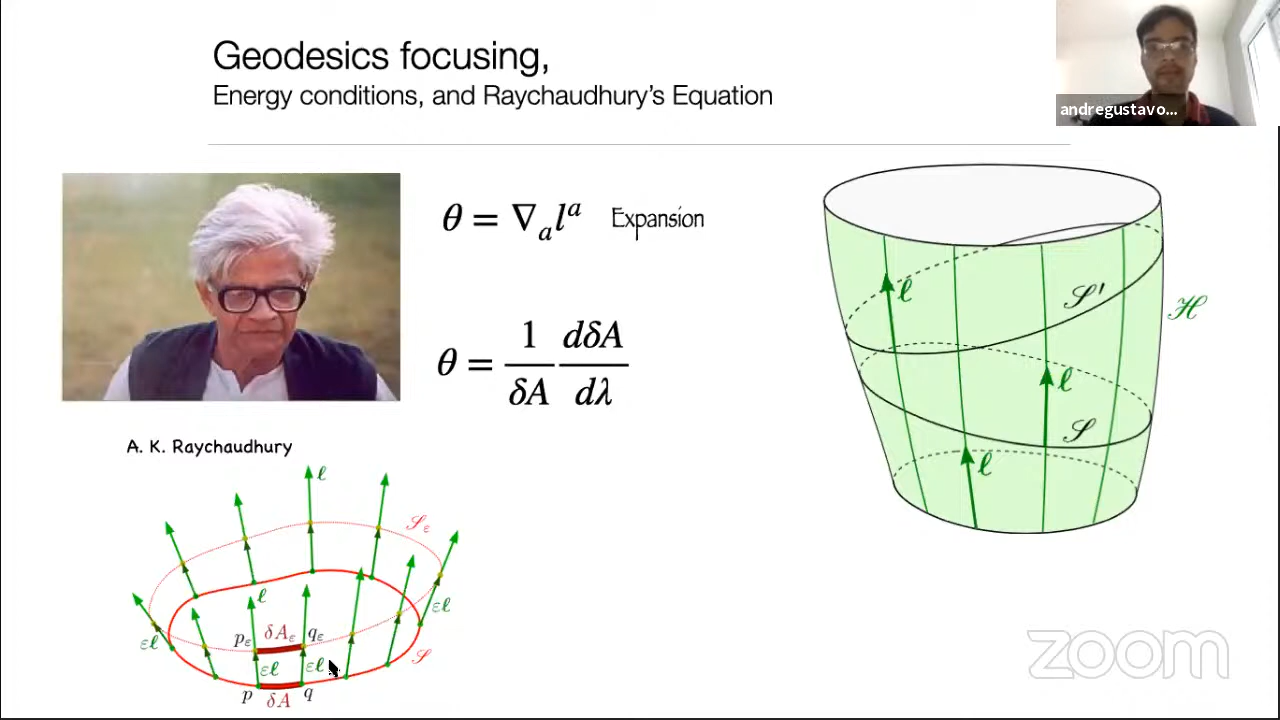 Geodesics focusing,
Energy conditions, and Raychaudhury's Equation
andregustavo...
θ = ∇ₐlᵃ Expansion
θ = 1/δA dδA/dλ
A. K. Raychaudhury
ℓ
𝒮ε
ℓ
εℓ
εℓ
pε δAε qε
εℓ εℓ
𝒮
p δA q
ℓ
𝒮'
ℋ
ℓ
𝒮
ℓ
zoom